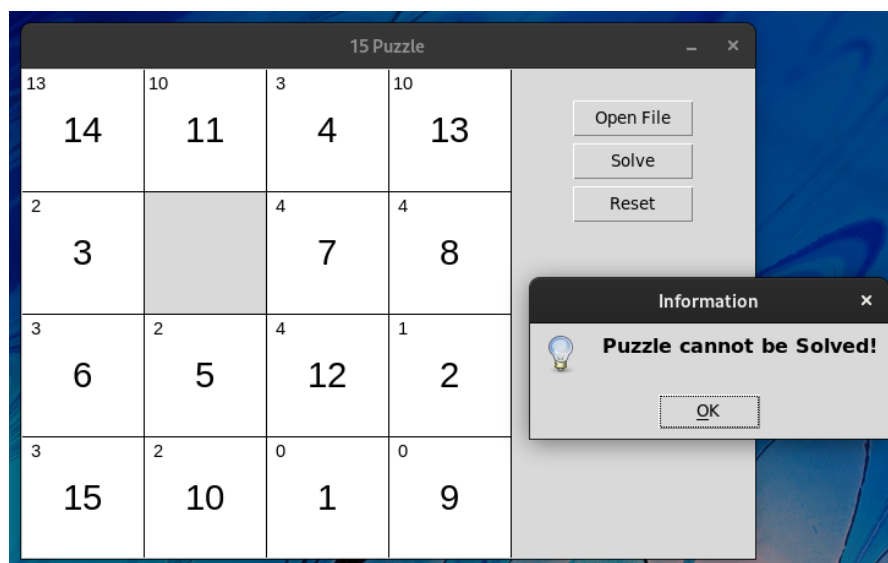 15 Puzzle
13 10 3 10
14 11 4 13
Open File
Solve
Reset
2 4 4
3 7 8
Information
Puzzle cannot be Solved!
OK
3 2 4 1
6 5 12 2
3 2 0 0
15 10 1 9